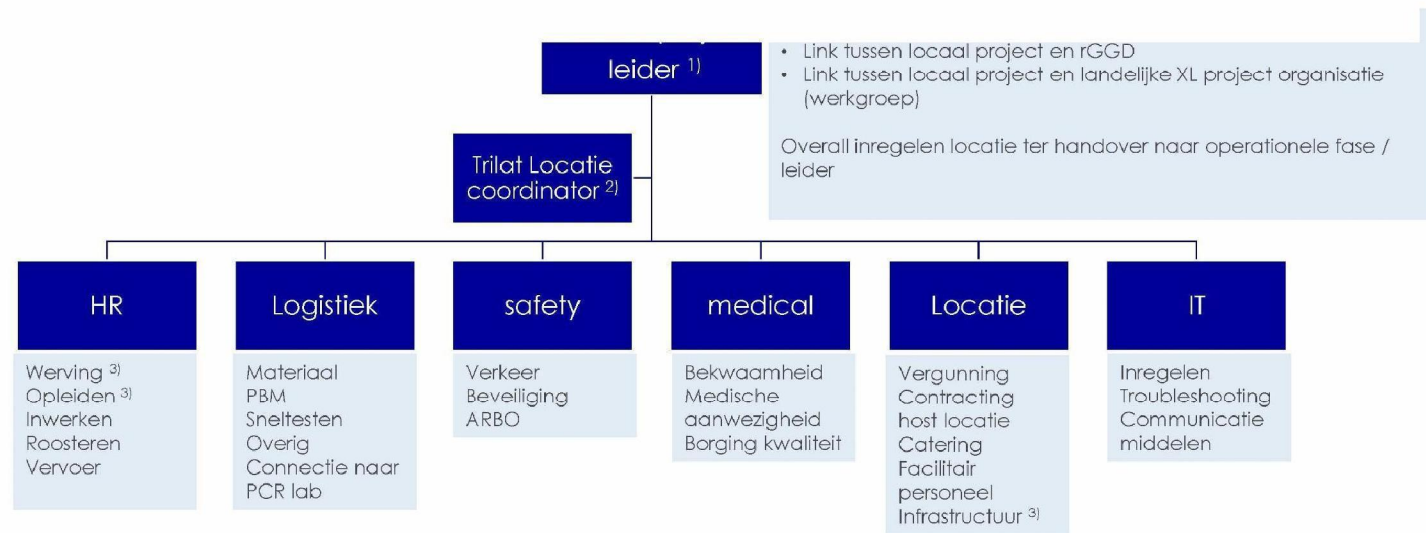 leider 1)
• Link tussen locaal project en rGGD
• Link tussen locaal project en landelijke XL project organisatie
(werkgroep)
Overall inregelen locatie ter handover naar operationele fase /
leider
Trilat Locatie
coordinator 2)
HR
Werving 3)
Opleiden 3)
Inwerken
Roosteren
Vervoer
Logistiek
Materiaal
PBM
Sneltesten
Overig
Connectie naar
PCR lab
safety
Verkeer
Beveiliging
ARBO
medical
Bekwaamheid
Medische
aanwezigheid
Borging kwaliteit
Locatie
Vergunning
Contracting
host locatie
Catering
Facilitair
personeel
Infrastructuur 3)
IT
Inregelen
Troubleshooting
Communicatie
middelen